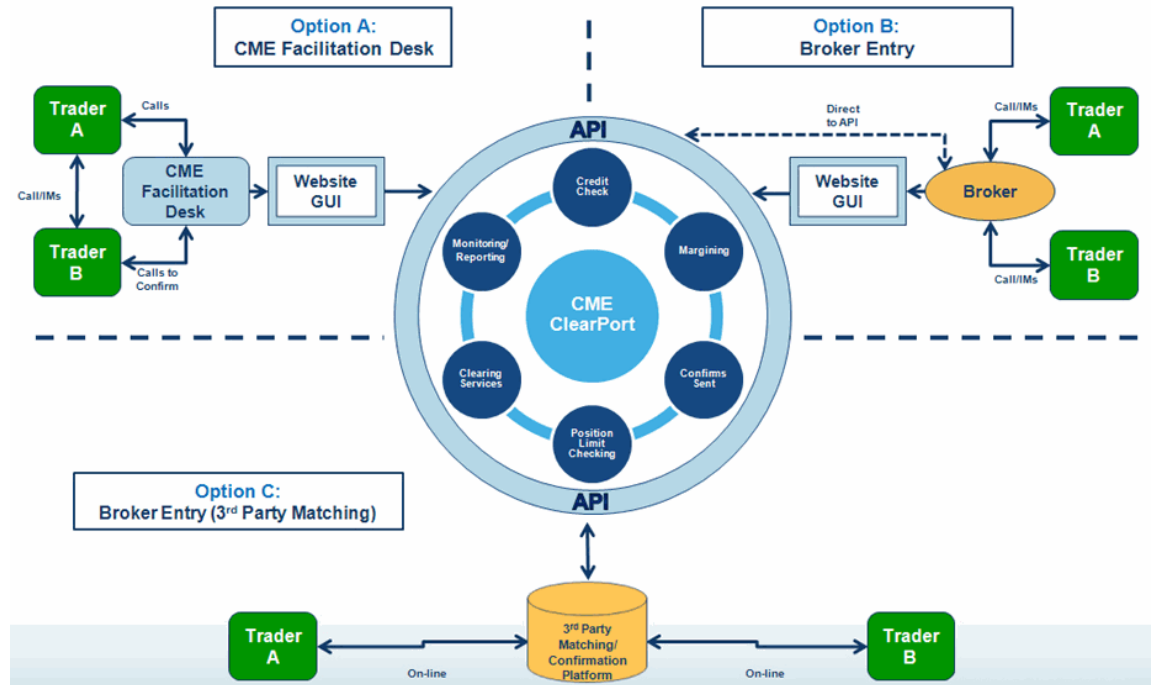 Option A:
CME Facilitation Desk
Option B:
Broker Entry
Trader
A
Calls
Call/IMs
CME
Facilitation
Desk
Website
GUI
Trader
B
Calls to
Confirm
API
Credit
Check
Monitoring/
Reporting
Margining
CME
ClearPort
Clearing
Services
Confirms
Sent
Position
Limit
Checking
API
Direct
to API
Call/IMs
Trader
A
Website
GUI
Broker
Call/IMs
Trader
B
Option C:
Broker Entry (3rd Party Matching)
Trader
A
On-line
3rd Party
Matching/
Confirmation
Platform
On-line
Trader
B